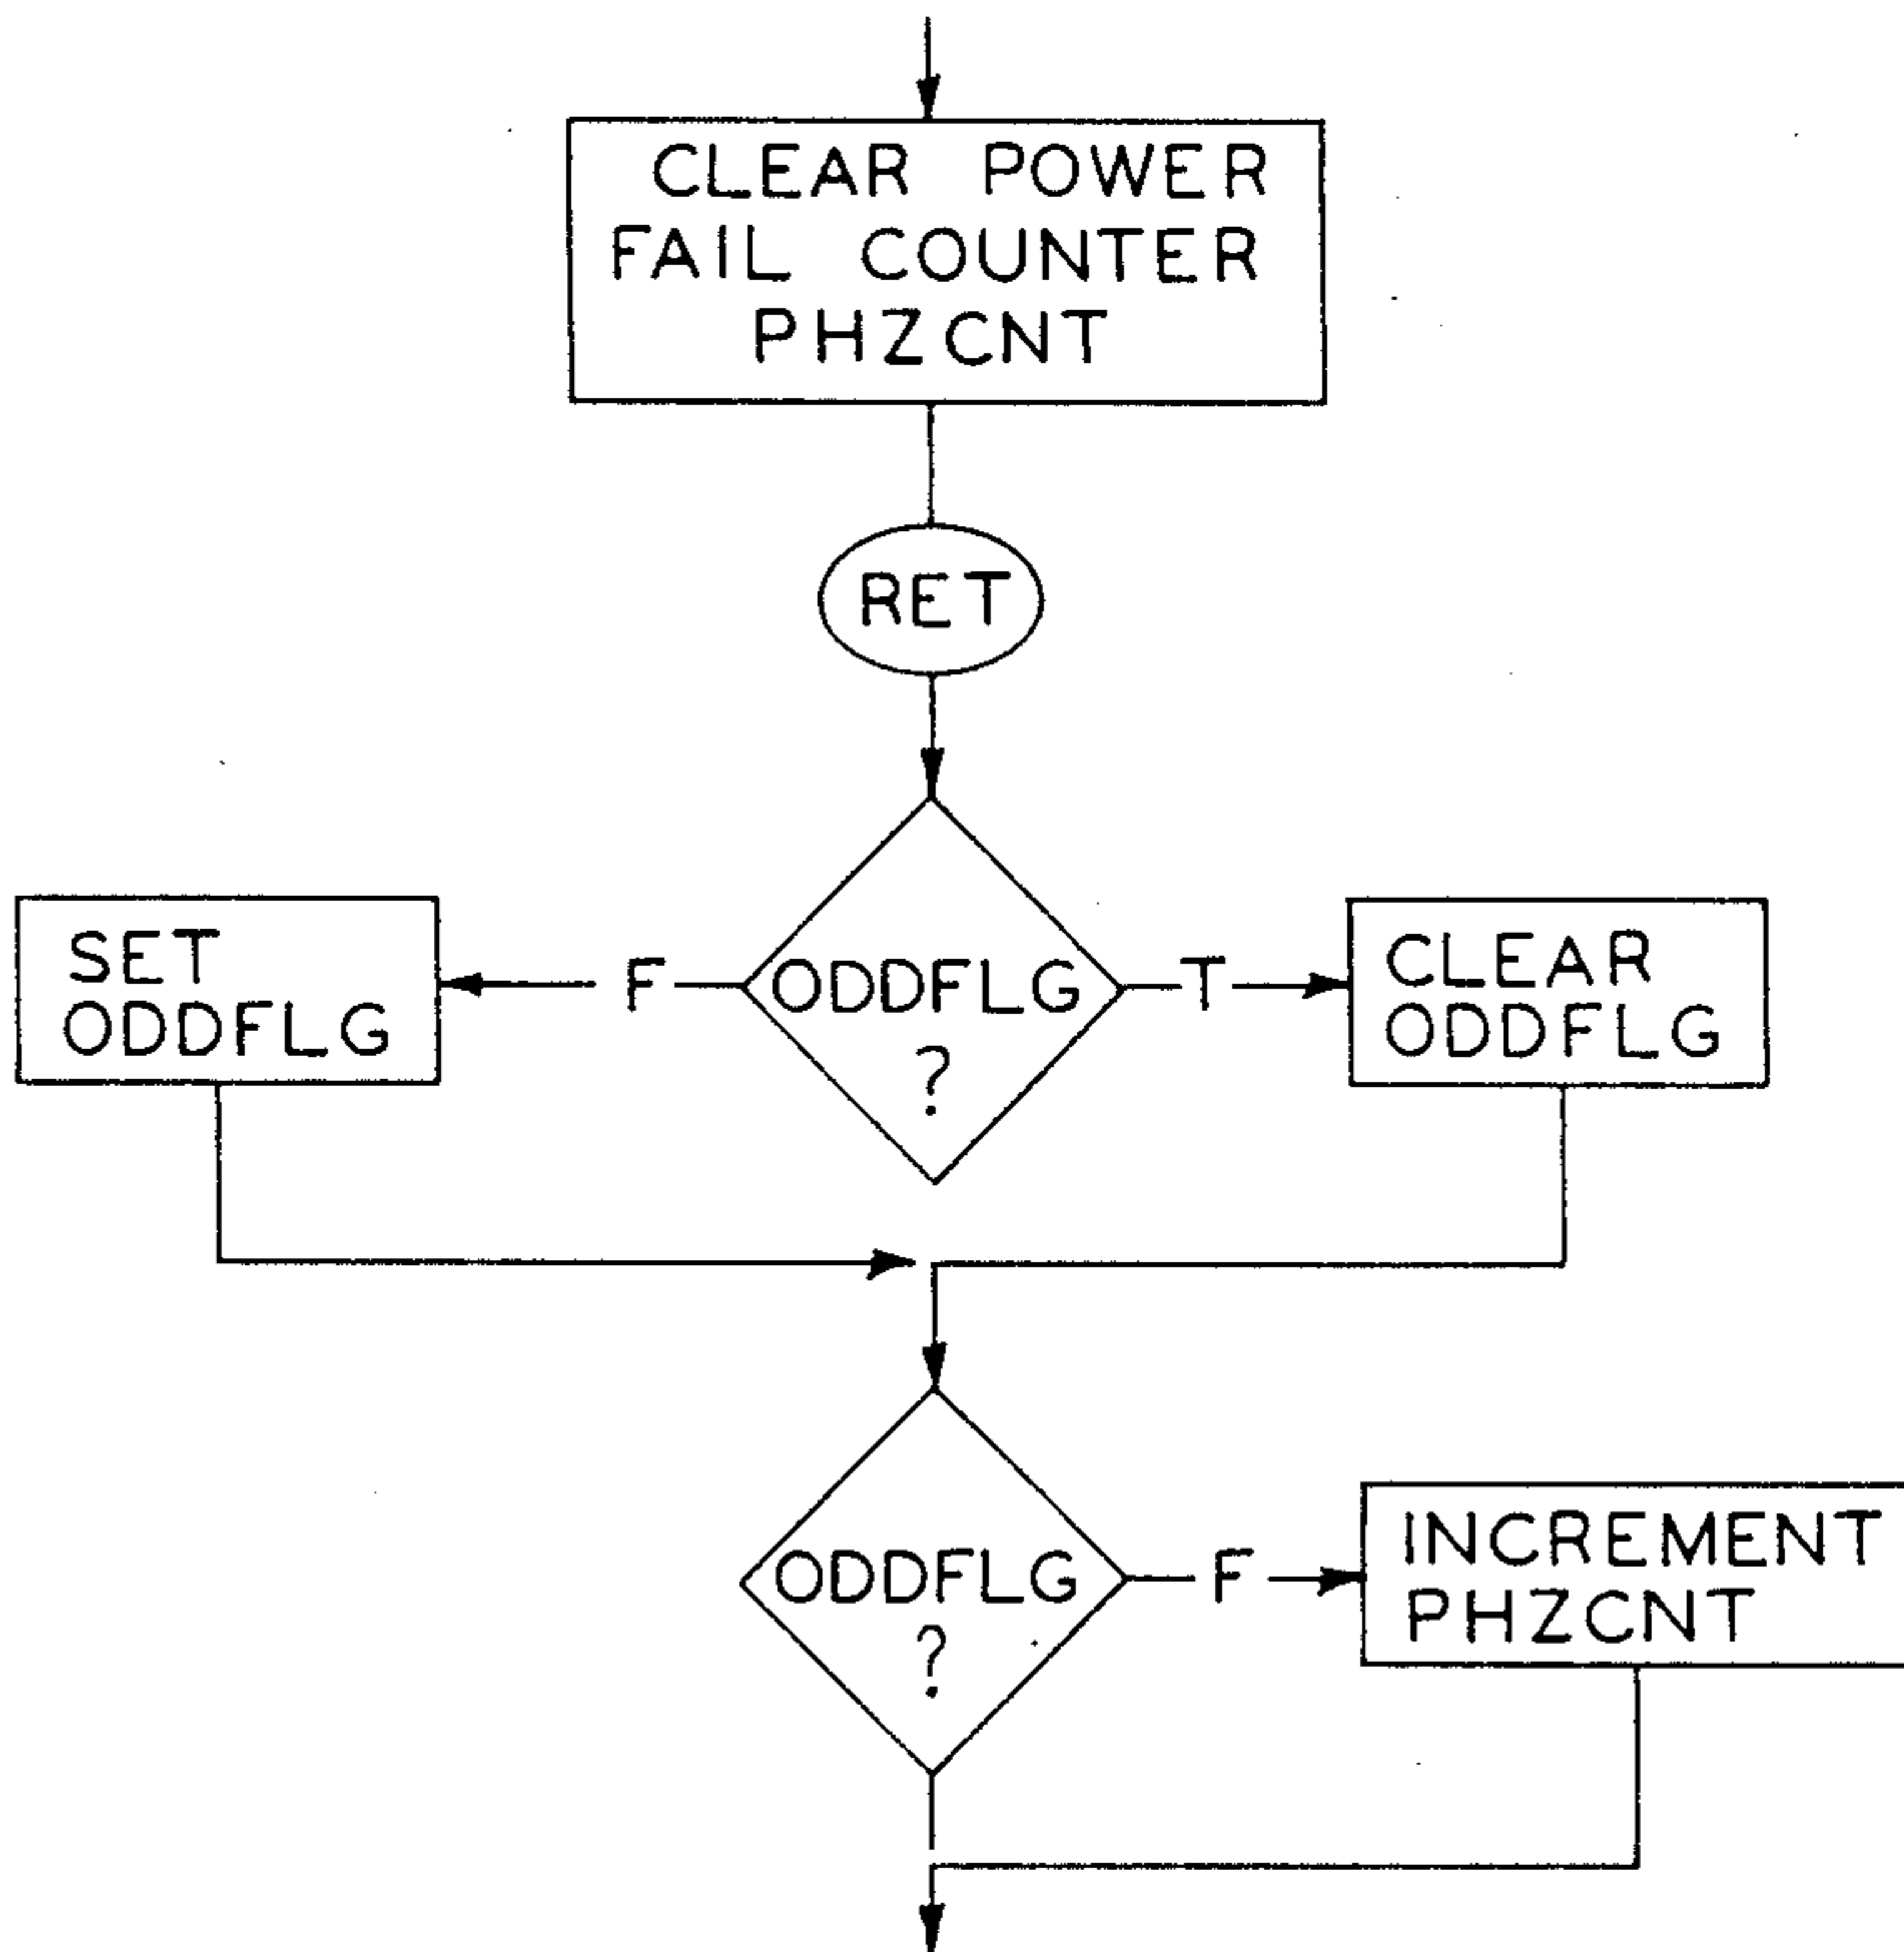 CLEAR POWER
FAIL COUNTER
PHZCNT
RET
SET
ODDFLG
F
ODDFLG
?
T
CLEAR
ODDFLG
ODDFLG
?
F
INCREMENT
PHZCNT